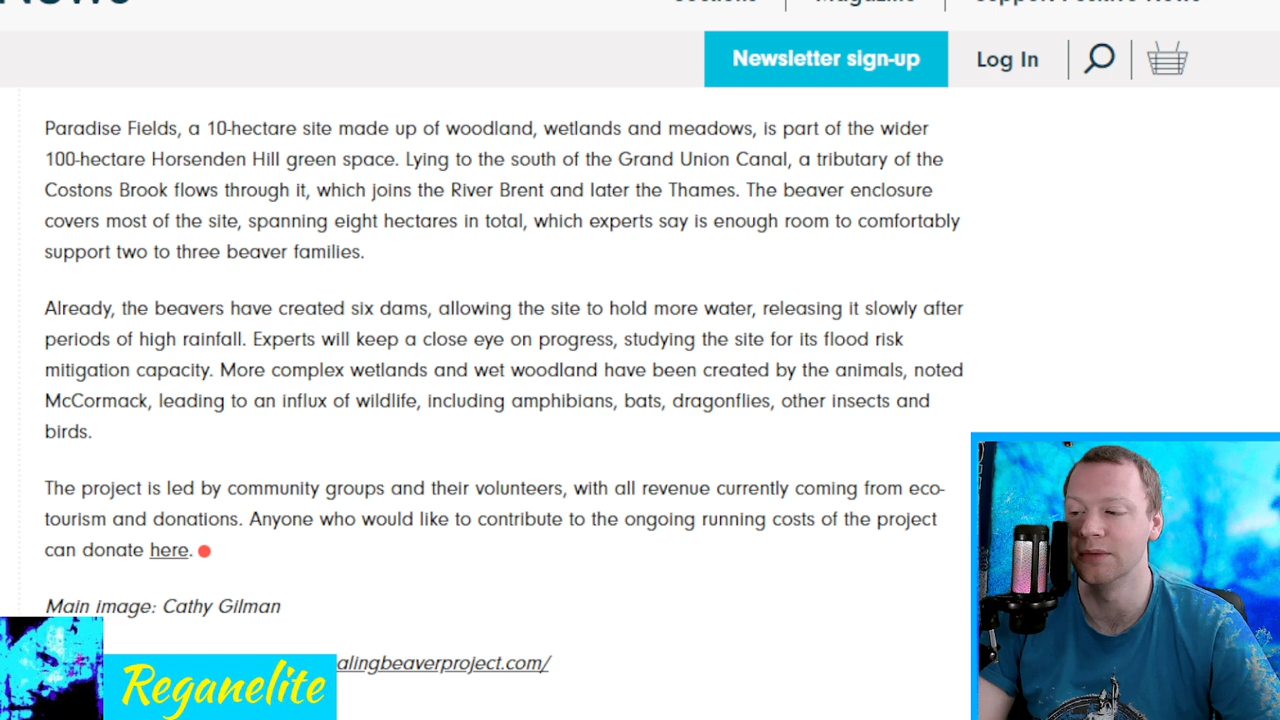 Newsletter sign-up
Log In
Paradise Fields, a 10-hectare site made up of woodland, wetlands and meadows, is part of the wider
100-hectare Horsenden Hill green space. Lying to the south of the Grand Union Canal, a tributary of the
Costons Brook flows through it, which joins the River Brent and later the Thames. The beaver enclosure
covers most of the site, spanning eight hectares in total, which experts say is enough room to comfortably
support two to three beaver families.
Already, the beavers have created six dams, allowing the site to hold more water, releasing it slowly after
periods of high rainfall. Experts will keep a close eye on progress, studying the site for its flood risk
mitigation capacity. More complex wetlands and wet woodland have been created by the animals, noted
McCormack, leading to an influx of wildlife, including amphibians, bats, dragonflies, other insects and
birds.
The project is led by community groups and their volunteers, with all revenue currently coming from eco-
tourism and donations. Anyone who would like to contribute to the ongoing running costs of the project
can donate here.
Main image: Cathy Gilman
alingbeaverproject.com/
Reganelite